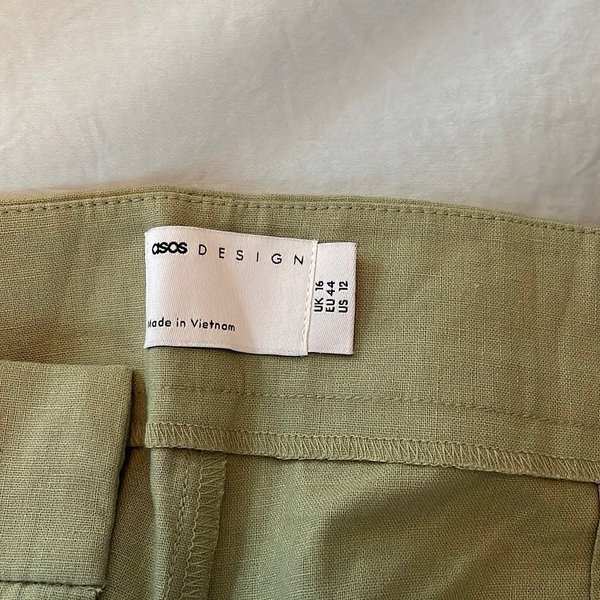 asos DESIGN
Made in Vietnam
UK 16
EU 44
US 12